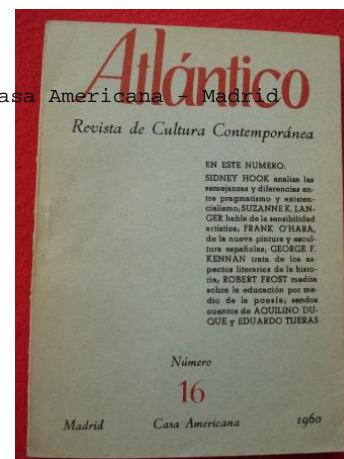 Atlántico
asa Americana - Madrid
Revista de Cultura Contemporánea
EN ESTE NUMERO:
SIDNEY HOOK analiza las
semejanzas y diferencias en-
tre pragmatismo y existen-
cialismo; SUZANNE K. LAN-
GER habla de la sensibilidad
artística; FRANK O'HARA,
de la nueva pintura y escul-
tura españolas; GEORGE F.
KENNAN trata de los as-
pectos literarios de la histo-
ria; ROBERT FROST medita
sobre la educación por me-
dio de la poesía; sendos
cuentos de AQUILINO DU-
QUE y EDUARDO TIJERAS
Número
16
Madrid Casa Americana 1960